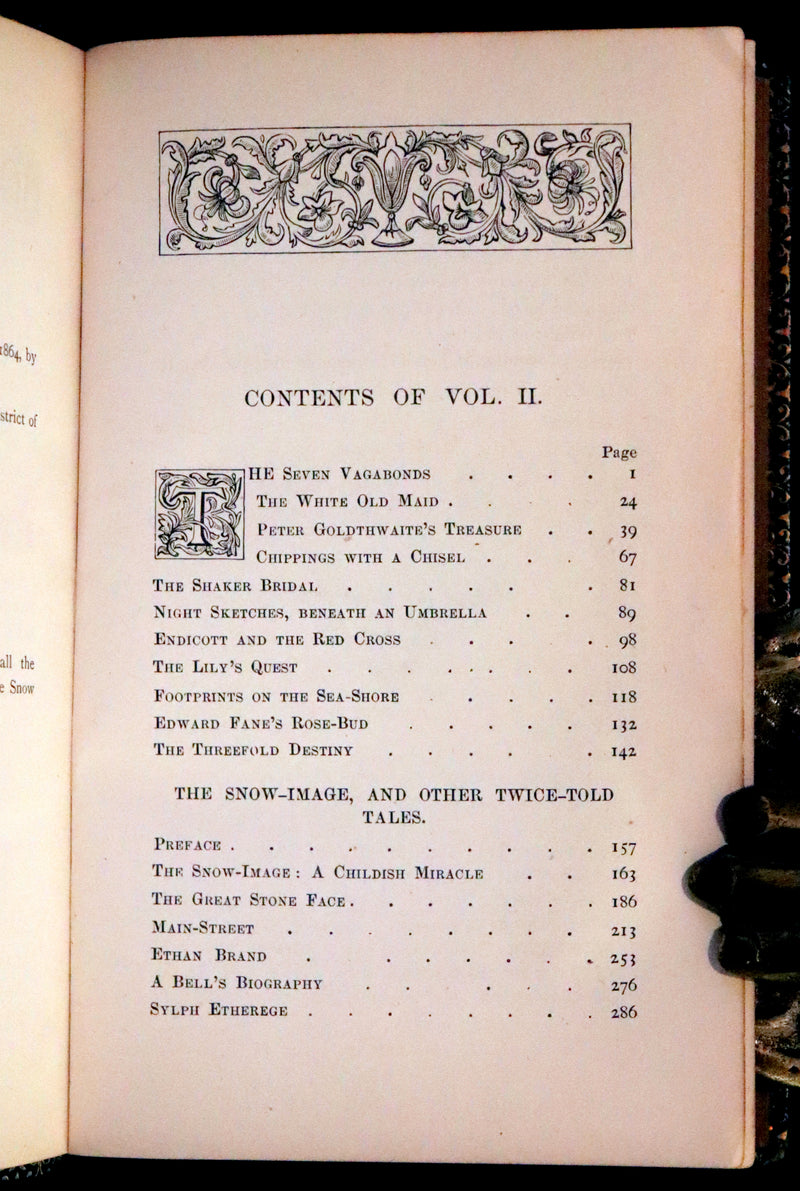 1864, by
strict of
all the
e Snow
CONTENTS OF VOL. II.
Page
THE SEVEN VAGABONDS . . . . 1
THE WHITE OLD MAID . . . . 24
PETER GOLDTHWAITE'S TREASURE . . 39
CHIPPINGS WITH A CHISEL . . . 67
THE SHAKER BRIDAL . . . . . . 81
NIGHT SKETCHES, BENEATH AN UMBRELLA . . 89
ENDICOTT AND THE RED CROSS . . . . 98
THE LILY'S QUEST . . . . . . . . 108
FOOTPRINTS ON THE SEA-SHORE . . . . . 118
EDWARD FANE'S ROSE-BUD . . . . . 132
THE THREEFOLD DESTINY . . . . . 142
THE SNOW-IMAGE, AND OTHER TWICE-TOLD
TALES.
PREFACE . . . . . . . . . . 157
THE SNOW-IMAGE: A CHILDISH MIRACLE . . 163
THE GREAT STONE FACE . . . . . . . 186
MAIN-STREET . . . . . . . . 213
ETHAN BRAND . . . . . . . 253
A BELL'S BIOGRAPHY . . . . . 276
SYLPH ETHEREGE . . . . . . . . 286